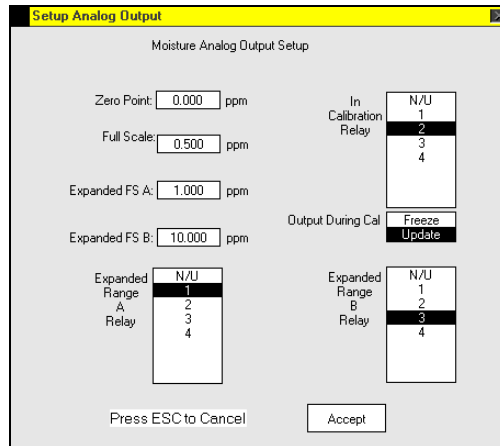 Setup Analog Output
Moisture Analog Output Setup
Zero Point: 0.000 ppm
Full Scale: 0.500 ppm
Expanded FS A: 1.000 ppm
Expanded FS B: 10.000 ppm
In
Calibration
Relay
N/U
1
2
3
4
Output During Cal
Freeze
Update
Expanded
Range
A
Relay
N/U
1
2
3
4
Expanded
Range
B
Relay
N/U
1
2
3
4
Press ESC to Cancel
Accept